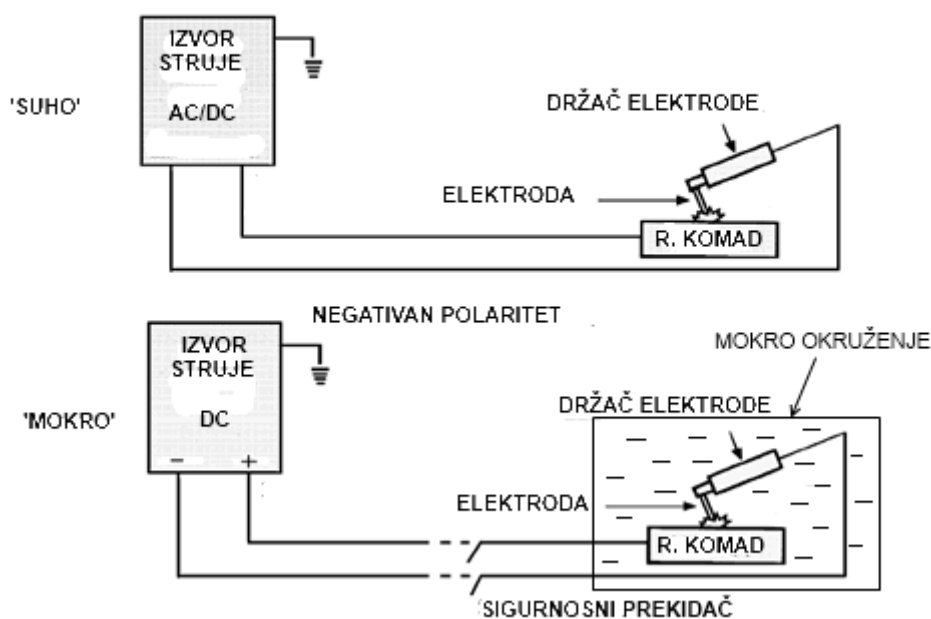 IZVOR
STRUJE
AC/DC
'SUHO'
DRŽAČ ELEKTRODE
ELEKTRODA
R. KOMAD
NEGATIVAN POLARITET
IZVOR
STRUJE
DC
- +
'MOKRO'
MOKRO OKRUŽENJE
DRŽAČ ELEKTRODE
ELEKTRODA
R. KOMAD
SIGURNOSNI PREKIDAČ